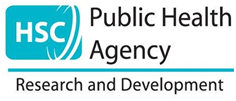 HSC
Public Health
Agency
Research and Development